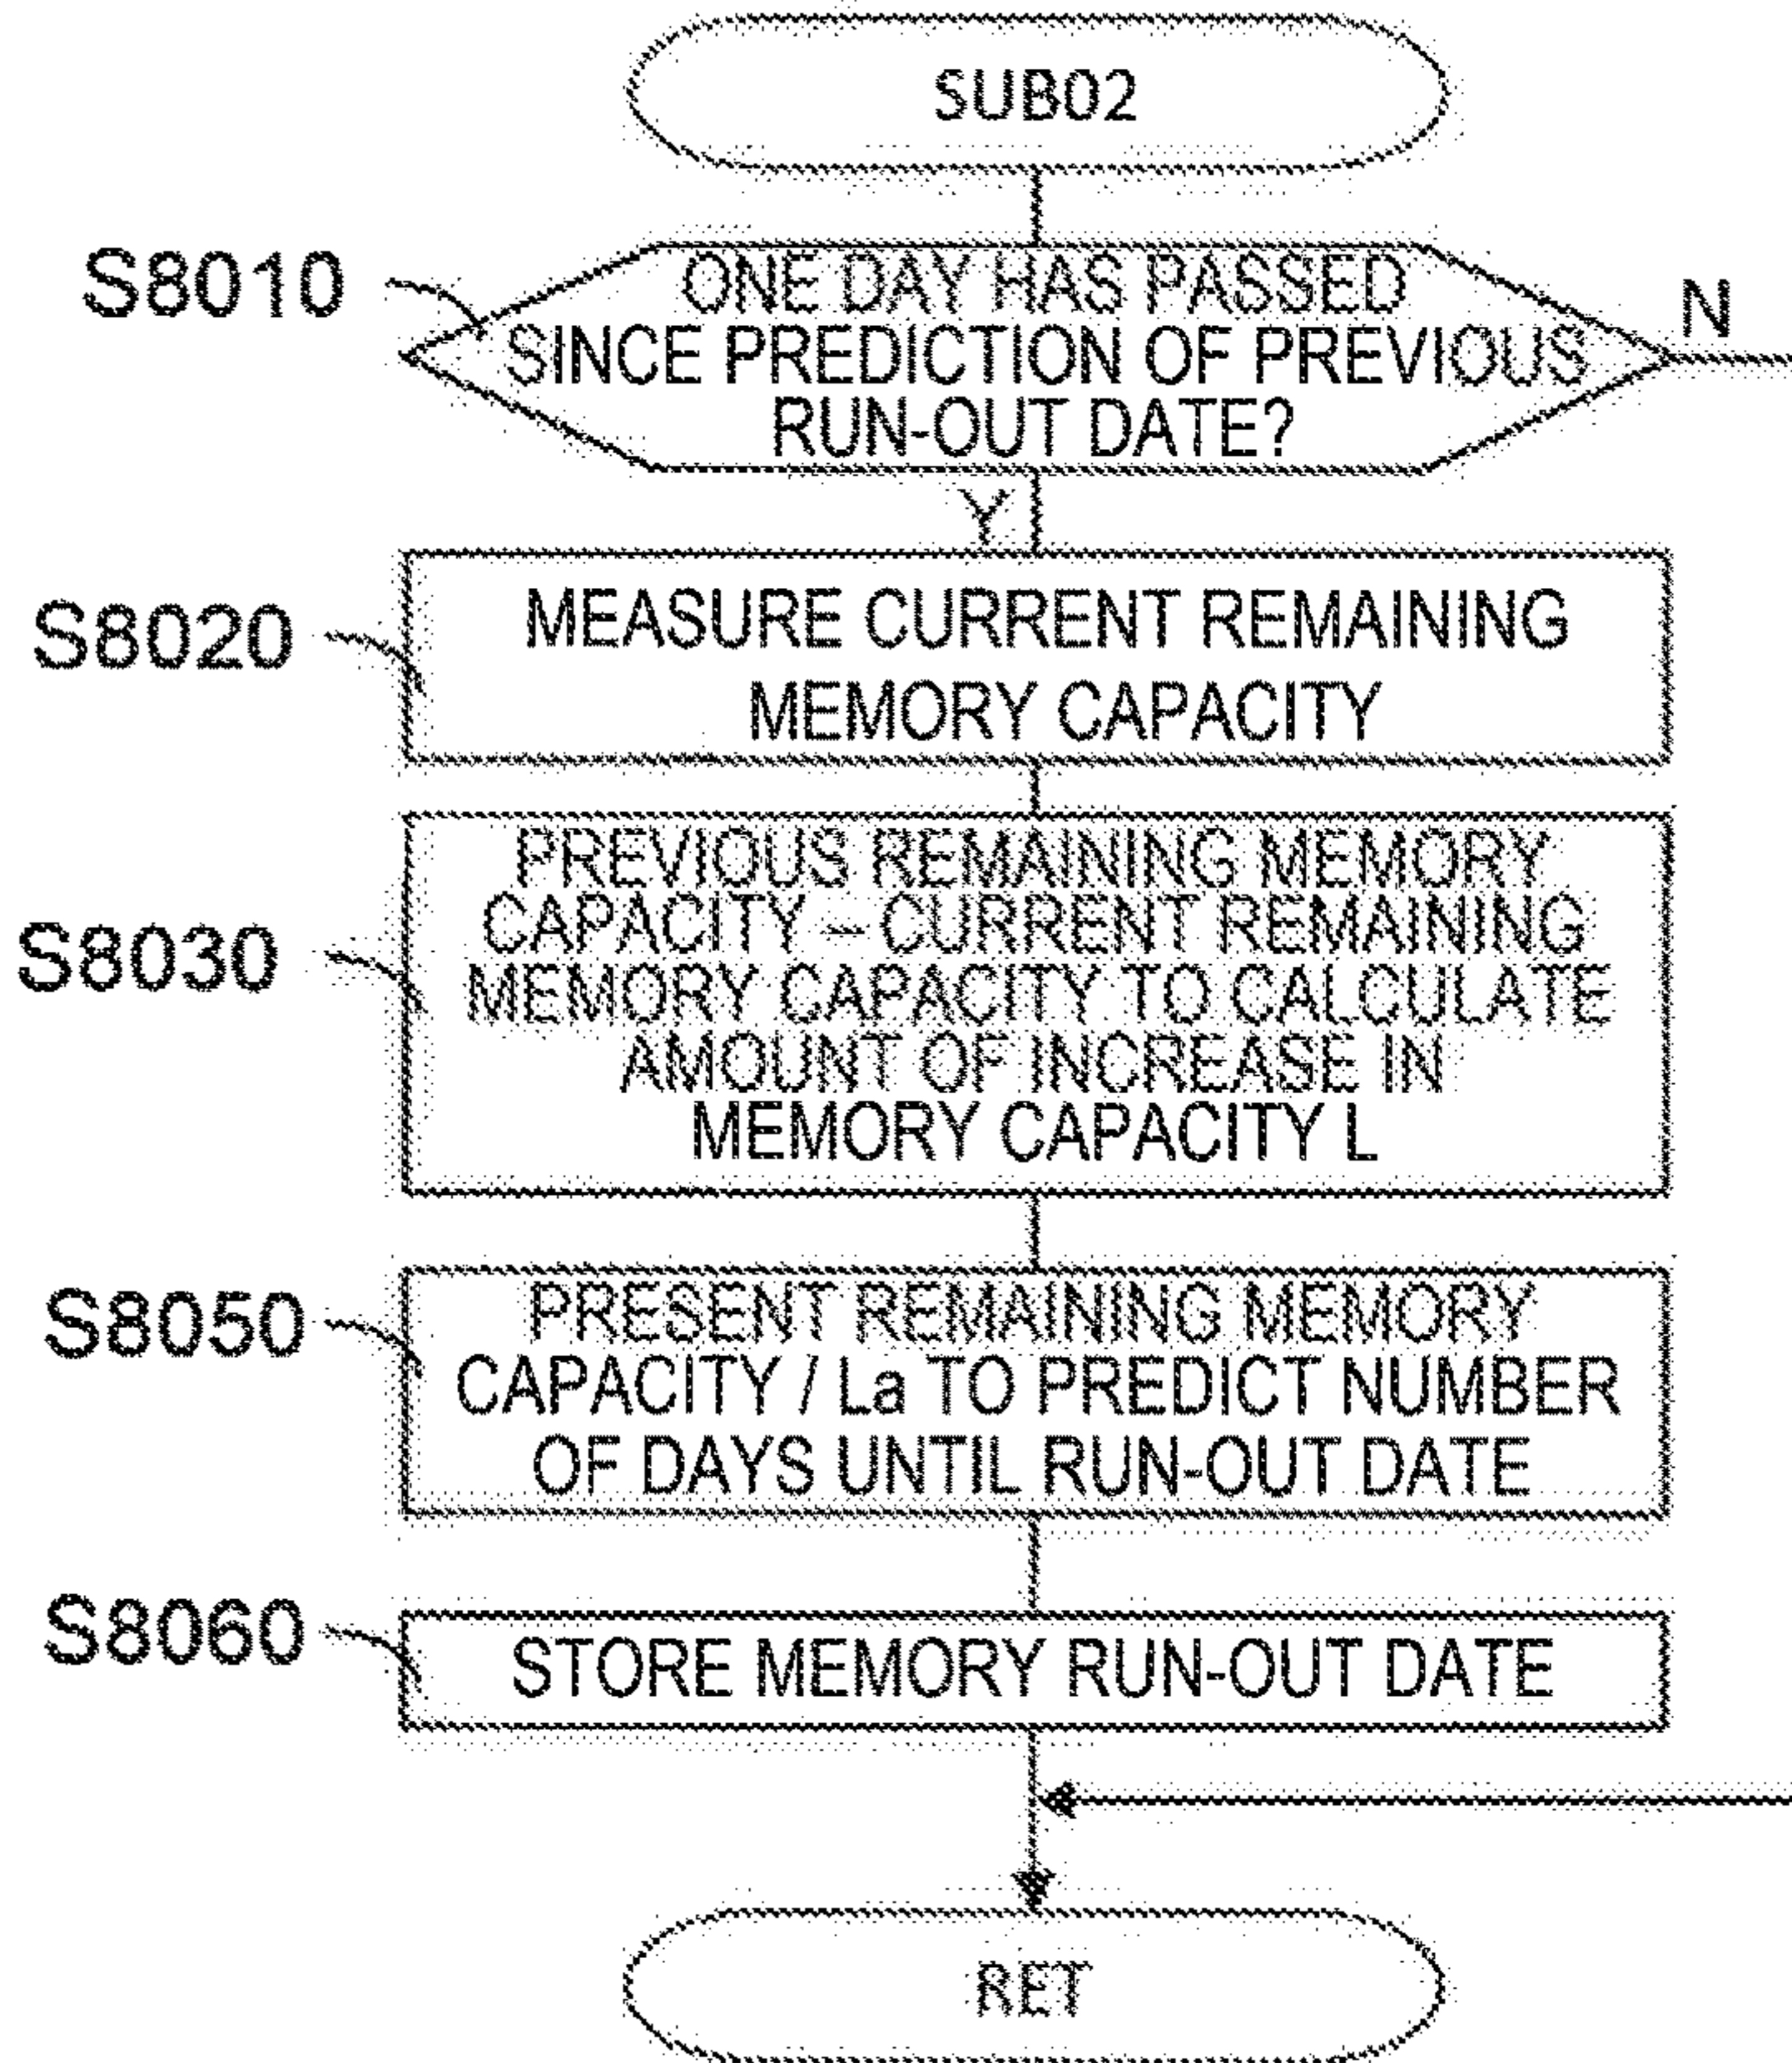 SUB02
S8010
ONE DAY HAS PASSED
SINCE PREDICTION OF PREVIOUS
RUN-OUT DATE?
N
Y
S8020
MEASURE CURRENT REMAINING
MEMORY CAPACITY
S8030
PREVIOUS REMAINING MEMORY
CAPACITY – CURRENT REMAINING
MEMORY CAPACITY TO CALCULATE
AMOUNT OF INCREASE IN
MEMORY CAPACITY L
S8050
PRESENT REMAINING MEMORY
CAPACITY / La TO PREDICT NUMBER
OF DAYS UNTIL RUN-OUT DATE
S8060
STORE MEMORY RUN-OUT DATE
RET